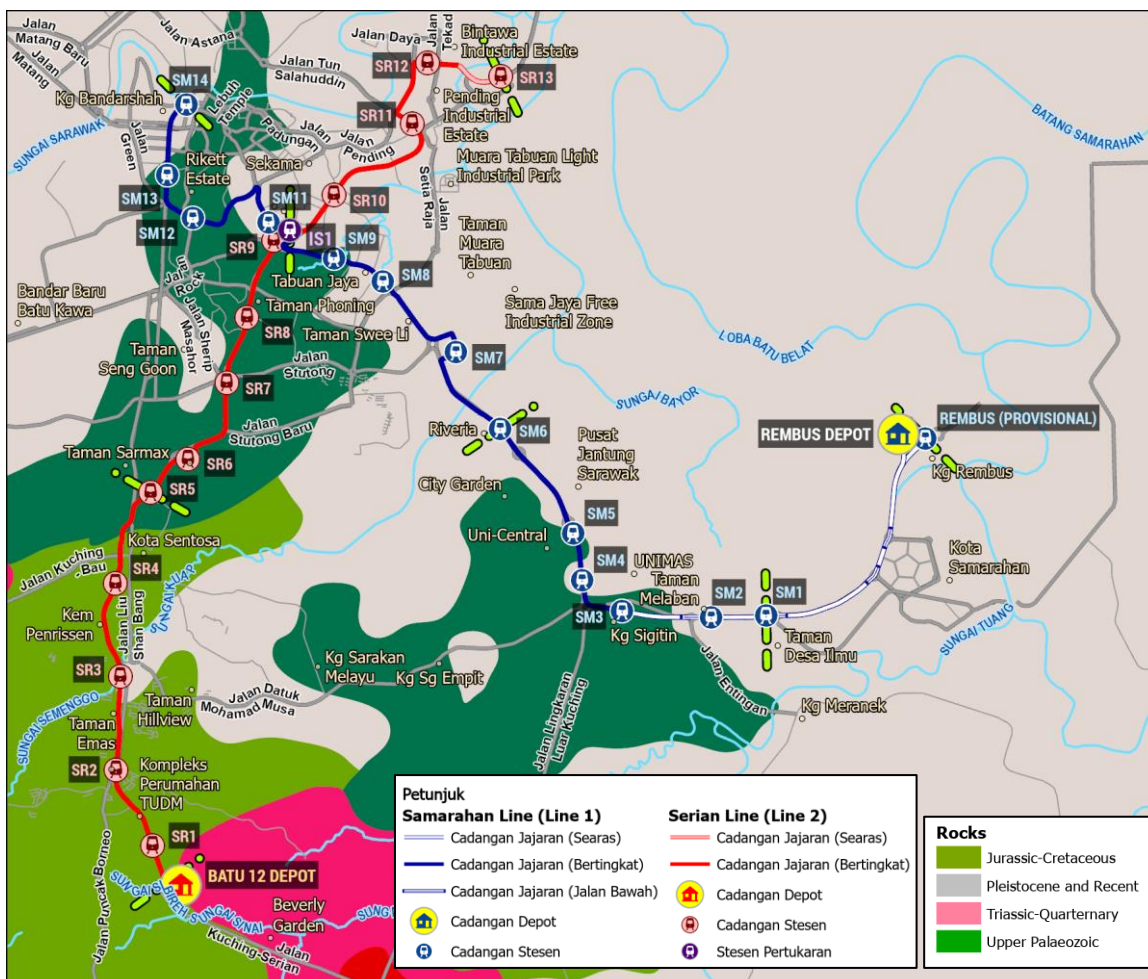 Jalan
Matang Baru
Jalan
Matang
Jalan Astana
Jalan Tun
Salahuddin
Jalan Daya
Jalan
Tekad
Bintawa
Industrial Estate
SR12
SR13
SM14
Kg Bandarshah
Lebuh
Temple
Jalan
Padungan
Jalan
Pending
SR11
Pending
Industrial
Estate
BATANG SAMARAHAN
SUNGAI SARAWAK
Jalan
Green
Rikett
Estate
Sekama
Muara Tabuan Light
Industrial Park
Setia Raja
Jalan
SM13
SM12
SM11
SR10
SR9
IS1
SM9
SM8
Taman
Muara
Tabuan
Tabuan Jaya
Jalan
Rock
Bandar Baru
Batu Kawa
Taman Phoning
Sama Jaya Free
Industrial Zone
SR8
Taman Swee Li
Jalan Sherip
Masahor
LOBA BATU BELAT
Taman
Seng Goon
Jalan
Stutong
SM7
SR7
SUNGAI BAYOR
Jalan
Stutong Baru
Riveria
SM6
REMBUS DEPOT
REMBUS (PROVISIONAL)
Kg Rembus
Taman Sarmax
SR6
SR5
Pusat
Jantung
Sarawak
City Garden
SM5
Uni-Central
Kota Sentosa
Jalan Kuching
-Bau
SR4
SUNGAI KUAP
SM4
UNIMAS
Taman
Melaban
Kota
Samarahan
Kem
Penrissen
Jalan Liu
Shan Bang
SM3
SM2
SM1
Kg Sigitin
Taman
Desa Ilmu
SUNGAI TUANG
SR3
Kg Sarakan
Melayu
Kg Sg Empit
Jalan Datuk
Mohamad Musa
Jalan Entingan
Kg Meranek
SUNGAI SEMENGGO
Taman
Hillview
Taman
Emas
Jalan Lingkaran
Luar Kuching
SR2
Kompleks
Perumahan
TUDM
SR1
BATU 12 DEPOT
Jalan Puncak Borneo
SUNGAI SINAI
Beverly
Garden
Jalan
Kuching-Serian
Petunjuk
Samarahan Line (Line 1)
Cadangan Jajaran (Searas)
Cadangan Jajaran (Bertingkat)
Cadangan Jajaran (Jalan Bawah)
Cadangan Depot
Cadangan Stesen
Serian Line (Line 2)
Cadangan Jajaran (Searas)
Cadangan Jajaran (Bertingkat)
Cadangan Depot
Cadangan Stesen
Stesen Pertukaran
Rocks
Jurassic-Cretaceous
Pleistocene and Recent
Triassic-Quarternary
Upper Palaeozoic